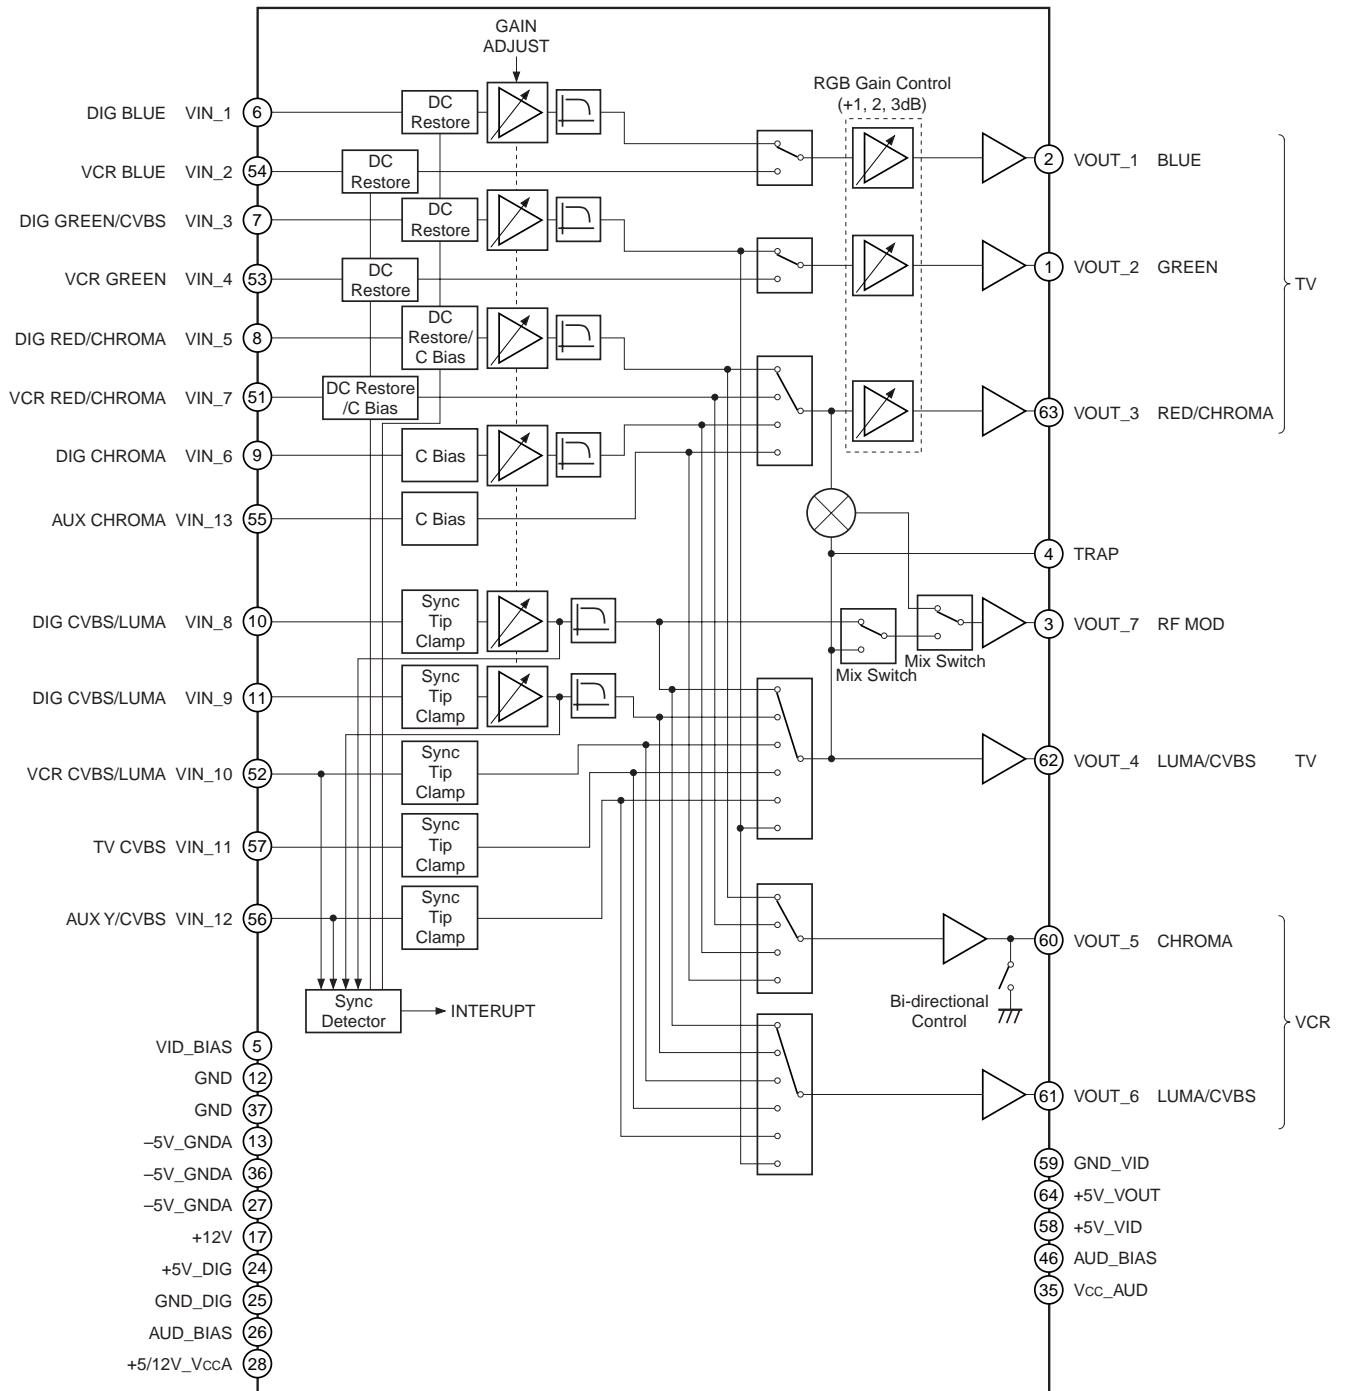 GAIN
ADJUST
RGB Gain Control
(+1, 2, 3dB)
DIG BLUE VIN_1 6
DC
Restore
2 VOUT_1 BLUE
VCR BLUE VIN_2 54
DC
Restore
DIG GREEN/CVBS VIN_3 7
DC
Restore
1 VOUT_2 GREEN
VCR GREEN VIN_4 53
DC
Restore
TV
DIG RED/CHROMA VIN_5 8
DC
Restore/
C Bias
VCR RED/CHROMA VIN_7 51
DC Restore
/C Bias
63 VOUT_3 RED/CHROMA
DIG CHROMA VIN_6 9
C Bias
AUX CHROMA VIN_13 55
C Bias
4 TRAP
DIG CVBS/LUMA VIN_8 10
Sync
Tip
Clamp
3 VOUT_7 RF MOD
Mix Switch
Mix Switch
DIG CVBS/LUMA VIN_9 11
Sync
Tip
Clamp
VCR CVBS/LUMA VIN_10 52
Sync
Tip
Clamp
62 VOUT_4 LUMA/CVBS TV
TV CVBS VIN_11 57
Sync
Tip
Clamp
AUX Y/CVBS VIN_12 56
Sync
Tip
Clamp
60 VOUT_5 CHROMA
Bi-directional
Control
Sync
Detector
INTERUPT
VCR
VID_BIAS 5
GND 12
GND 37
61 VOUT_6 LUMA/CVBS
–5V_GNDA 13
–5V_GNDA 36
–5V_GNDA 27
+12V 17
+5V_DIG 24
GND_DIG 25
AUD_BIAS 26
+5/12V_VCCA 28
59 GND_VID
64 +5V_VOUT
58 +5V_VID
46 AUD_BIAS
35 VCC_AUD